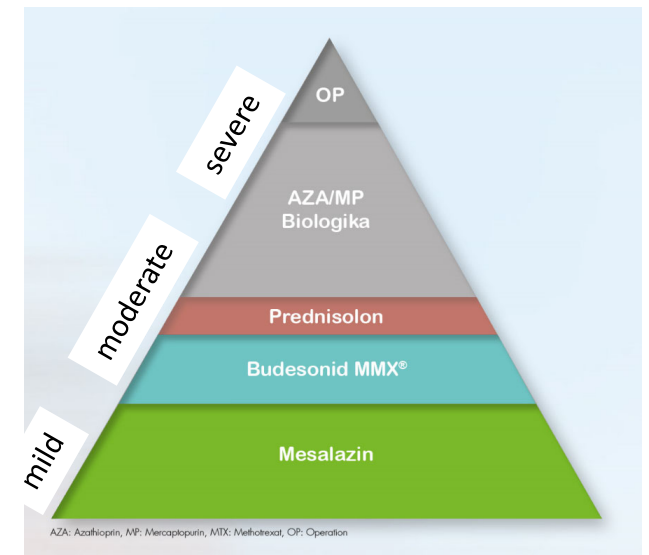 severe
OP
AZA/MP
Biologika
moderate
Prednisolon
Budesonid MMX®
mild
Mesalazin
AZA: Azathioprin, MP: Mercaptopurin, MTX: Methotrexat, OP: Operation